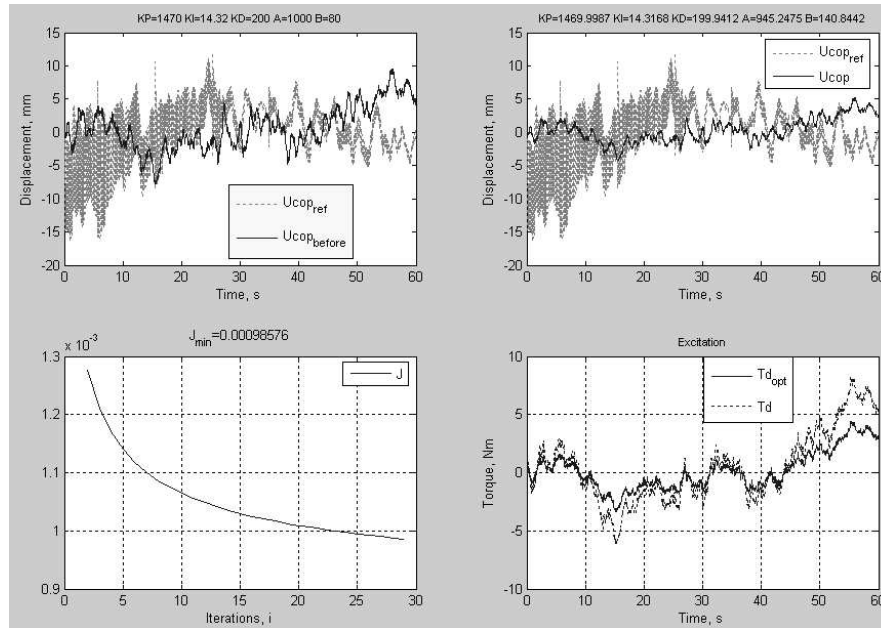 KP=1470 KI=14.32 KD=200 A=1000 B=80
15
10
5
0
-5
-10
-15
-20
Displacement, mm
Ucop_ref
Ucop_before
0 10 20 30 40 50 60
Time, s
KP=1469.9987 KI=14.3168 KD=199.9412 A=945.2475 B=140.8442
15
10
5
0
-5
-10
-15
-20
Displacement, mm
Ucop_ref
Ucop
0 10 20 30 40 50 60
Time, s
J_min=0.00098576
x 10^-3
1.3
1.2
1.1
1
0.9
J
0 5 10 15 20 25 30
Iterations, i
Excitation
10
5
0
-5
-10
Torque, Nm
Td_opt
Td
0 10 20 30 40 50 60
Time, s